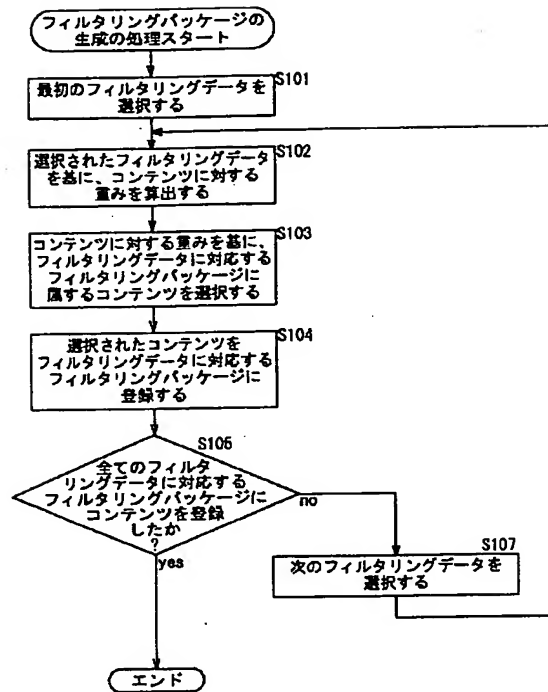 フィルタリングパッケージの
生成の処理スタート
S101
最初のフィルタリングデータを
選択する
S102
選択されたフィルタリングデータ
を基に、コンテンツに対する
重みを算出する
S103
コンテンツに対する重みを基に、
フィルタリングデータに対応する
フィルタリングパッケージに
属するコンテンツを選択する
S104
選択されたコンテンツを
フィルタリングデータに対応する
フィルタリングパッケージに
登録する
S105
全てのフィルタ
リングデータに対応する
フィルタリングパッケージに
コンテンツを登録
したか
?
no
yes
S107
次のフィルタリングデータを
選択する
エンド